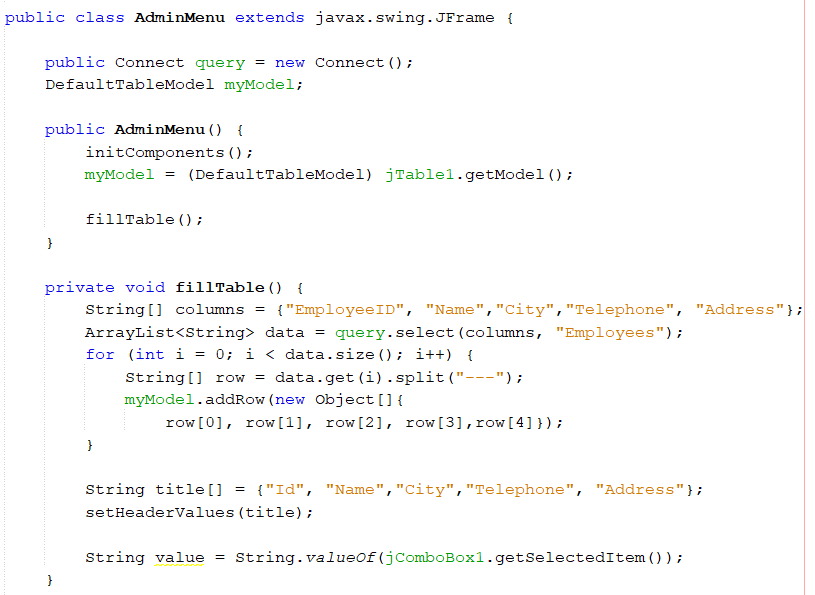 public class AdminMenu extends javax.swing.JFrame {
public Connect query = new Connect();
DefaultTableModel myModel;
public AdminMenu() {
initComponents();
myModel = (DefaultTableModel) jTable1.getModel();
fillTable();
}
private void fillTable() {
String[] columns = {"EmployeeID", "Name","City","Telephone", "Address"};
ArrayList<String> data = query.select(columns, "Employees");
for (int i = 0; i < data.size(); i++) {
String[] row = data.get(i).split("---");
myModel.addRow(new Object[]{
row[0], row[1], row[2], row[3],row[4]});
}
String title[] = {"Id", "Name","City","Telephone", "Address"};
setHeaderValues(title);
String value = String.valueOf(jComboBox1.getSelectedItem());
}